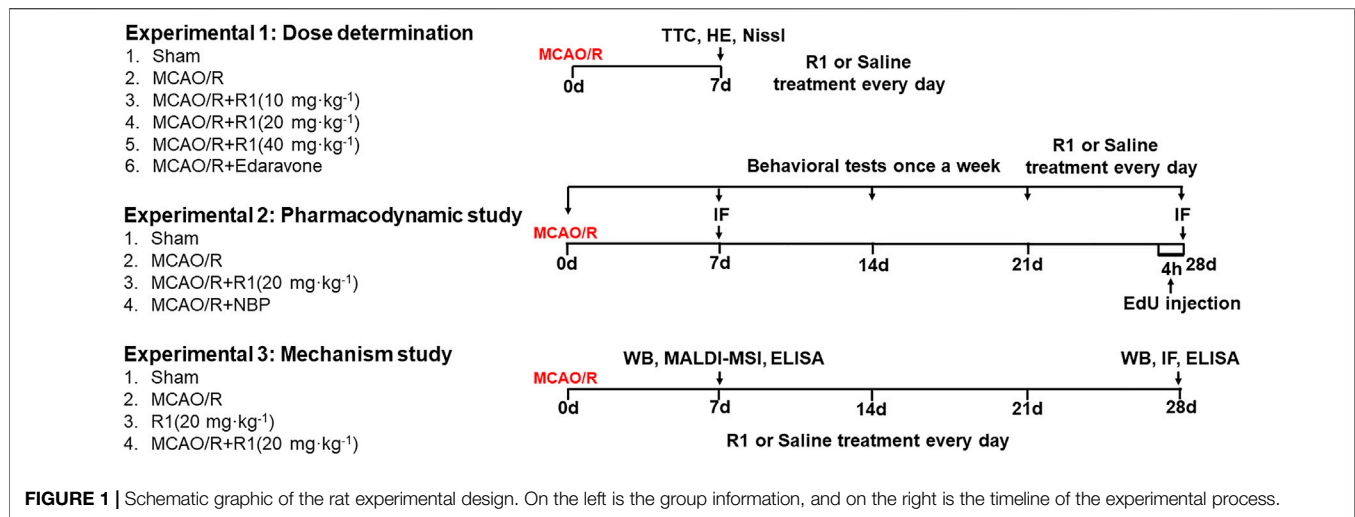 Experimental 1: Dose determination
1. Sham
2. MCAO/R
3. MCAO/R+R1(10 mg·kg⁻¹)
4. MCAO/R+R1(20 mg·kg⁻¹)
5. MCAO/R+R1(40 mg·kg⁻¹)
6. MCAO/R+Edaravone
TTC, HE, Nissl
MCAO/R
0d 7d
R1 or Saline
treatment every day
Experimental 2: Pharmacodynamic study
1. Sham
2. MCAO/R
3. MCAO/R+R1(20 mg·kg⁻¹)
4. MCAO/R+NBP
Behavioral tests once a week
R1 or Saline
treatment every day
IF IF
MCAO/R
0d 7d 14d 21d 4h 28d
EdU injection
Experimental 3: Mechanism study
1. Sham
2. MCAO/R
3. R1(20 mg·kg⁻¹)
4. MCAO/R+R1(20 mg·kg⁻¹)
WB, MALDI-MSI, ELISA WB, IF, ELISA
MCAO/R
0d 7d 14d 21d 28d
R1 or Saline treatment every day
FIGURE 1 | Schematic graphic of the rat experimental design. On the left is the group information, and on the right is the timeline of the experimental process.